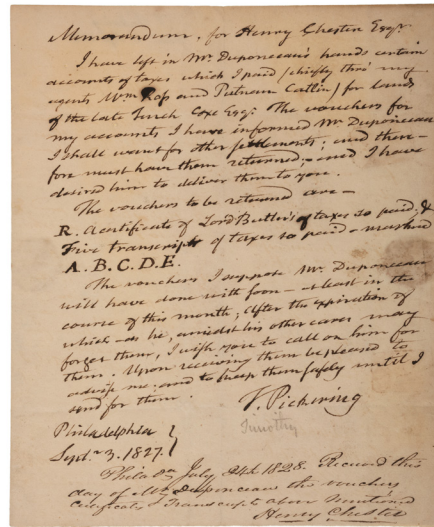 Memorandum, for Henry Chester Esqr.
I have left in Mr. Duponceau's hands certain
accounts of taxes which I paid (chiefly thro' my
agents Wm Ross and Putnam Catlin) for lands
of the late Tench Coxe Esqr. The vouchers for
my accounts I have informed Mr Duponceau
I shall want for other settlements; and there-
fore must have them returned; and I have
desired him to deliver them to you.
The vouchers to be returned are—
R. A certificate of Lord Butler's of taxes so paid, &
Five transcripts of taxes so paid - marked
A. B. C. D. E.
The vouchers I suppose Mr. Duponceau
will have done with soon - at least in the
course of this month; After the expiration of
which - as he, amidst his other cares may
forget them, I wish you to call on him for
them. Upon receiving them be pleased to
advise me, and to keep them safely until I
send for them.
T. Pickering
Timothy
Philadelphia
Septr. 3. 1827.
Philada. July 24th 1828. Received this
day of Mr Duponceau the vouchers
Certificates & Transcripts above mentioned
Henry Chester